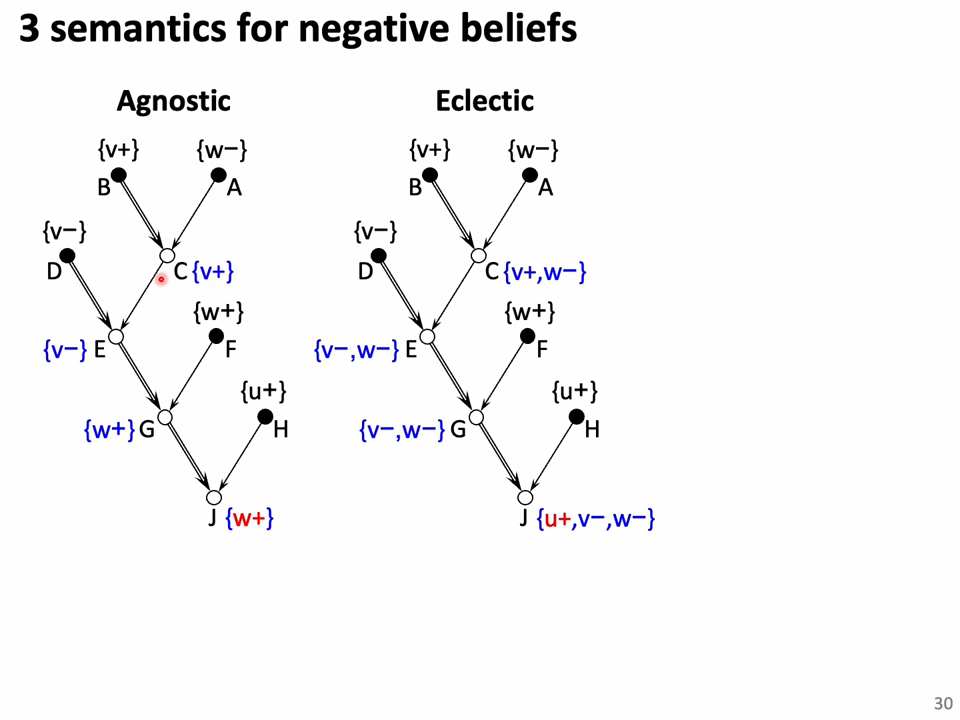 3 semantics for negative beliefs
Agnostic
{v+} {w−}
B A
{v−}
D C {v+}
{w+}
{v−} E F
{u+}
{w+} G H
J {w+}
Eclectic
{v+} {w−}
B A
{v−}
D C {v+,w−}
{w+}
{v−,w−} E F
{u+}
{v−,w−} G H
J {u+,v−,w−}
30